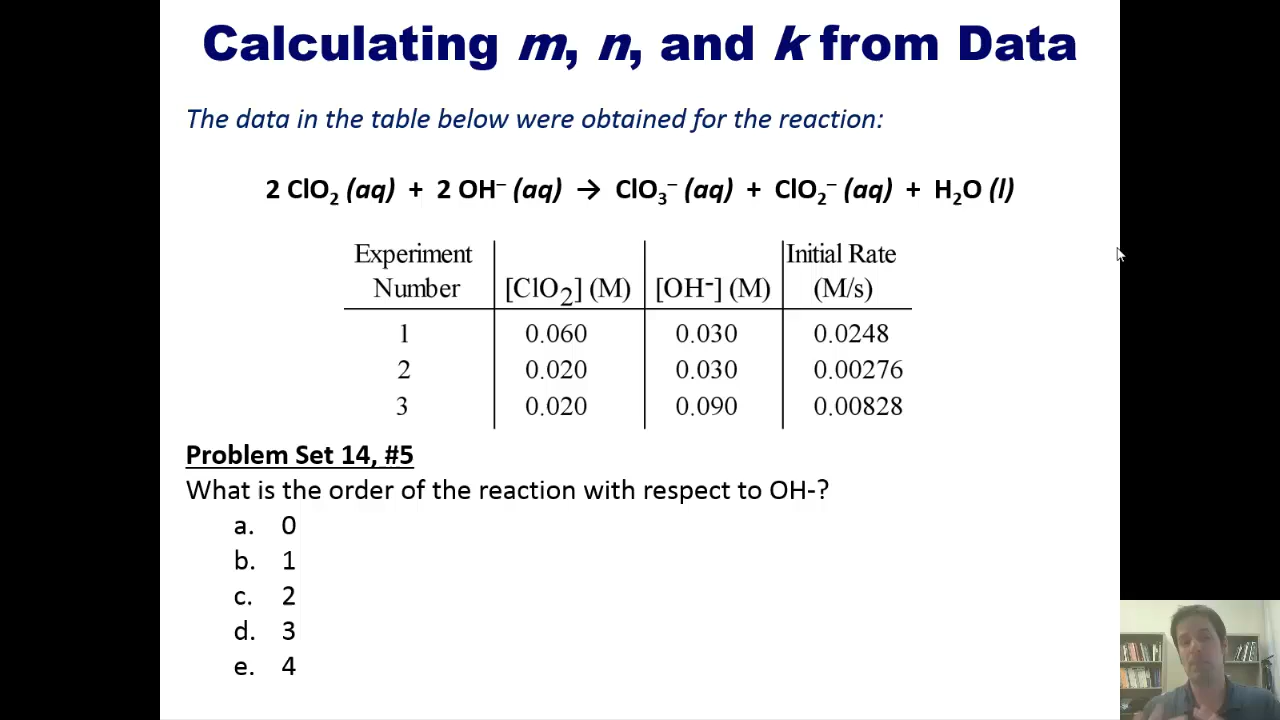 Calculating m, n, and k from Data
The data in the table below were obtained for the reaction:
2 ClO₂ (aq) + 2 OH⁻ (aq) → ClO₃⁻ (aq) + ClO₂⁻ (aq) + H₂O (l)
Experiment Number [ClO₂] (M) [OH⁻] (M) Initial Rate (M/s)
1 0.060 0.030 0.0248
2 0.020 0.030 0.00276
3 0.020 0.090 0.00828
Problem Set 14, #5
What is the order of the reaction with respect to OH-?
a. 0
b. 1
c. 2
d. 3
e. 4